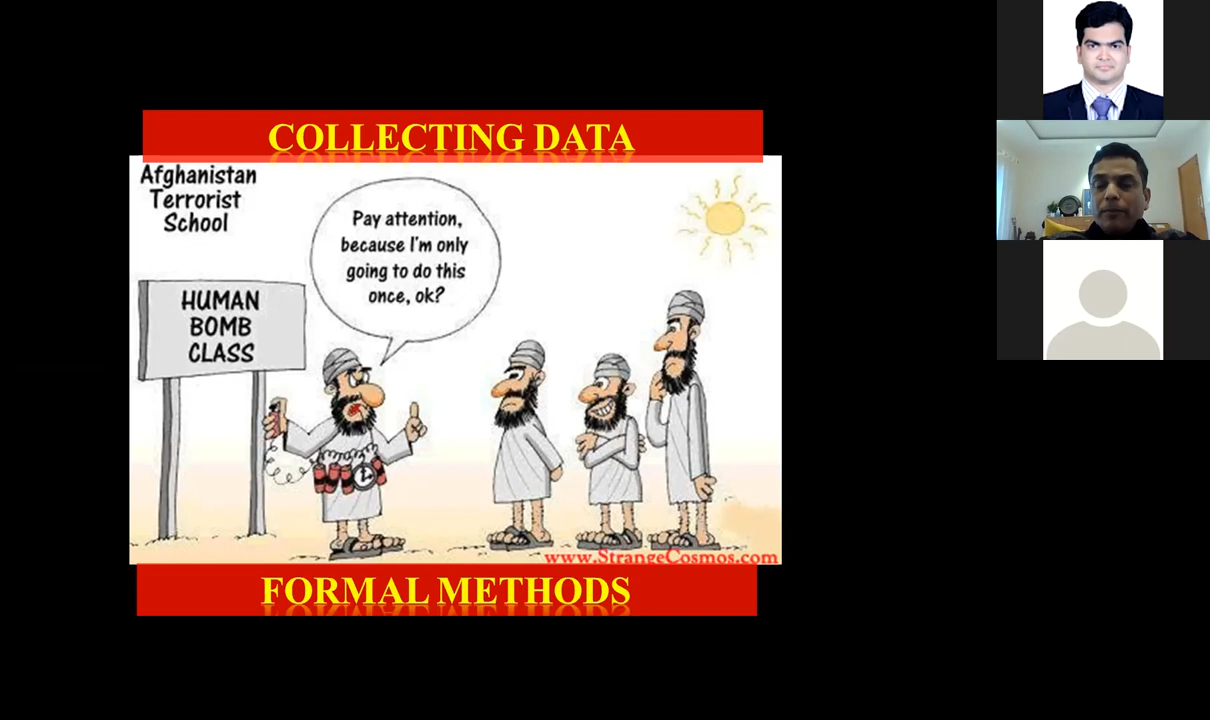 COLLECTING DATA
Afghanistan
Terrorist
School
Pay attention,
because I'm only
going to do this
once, ok?
HUMAN
BOMB
CLASS
www.StrangeCosmos.com
FORMAL METHODS